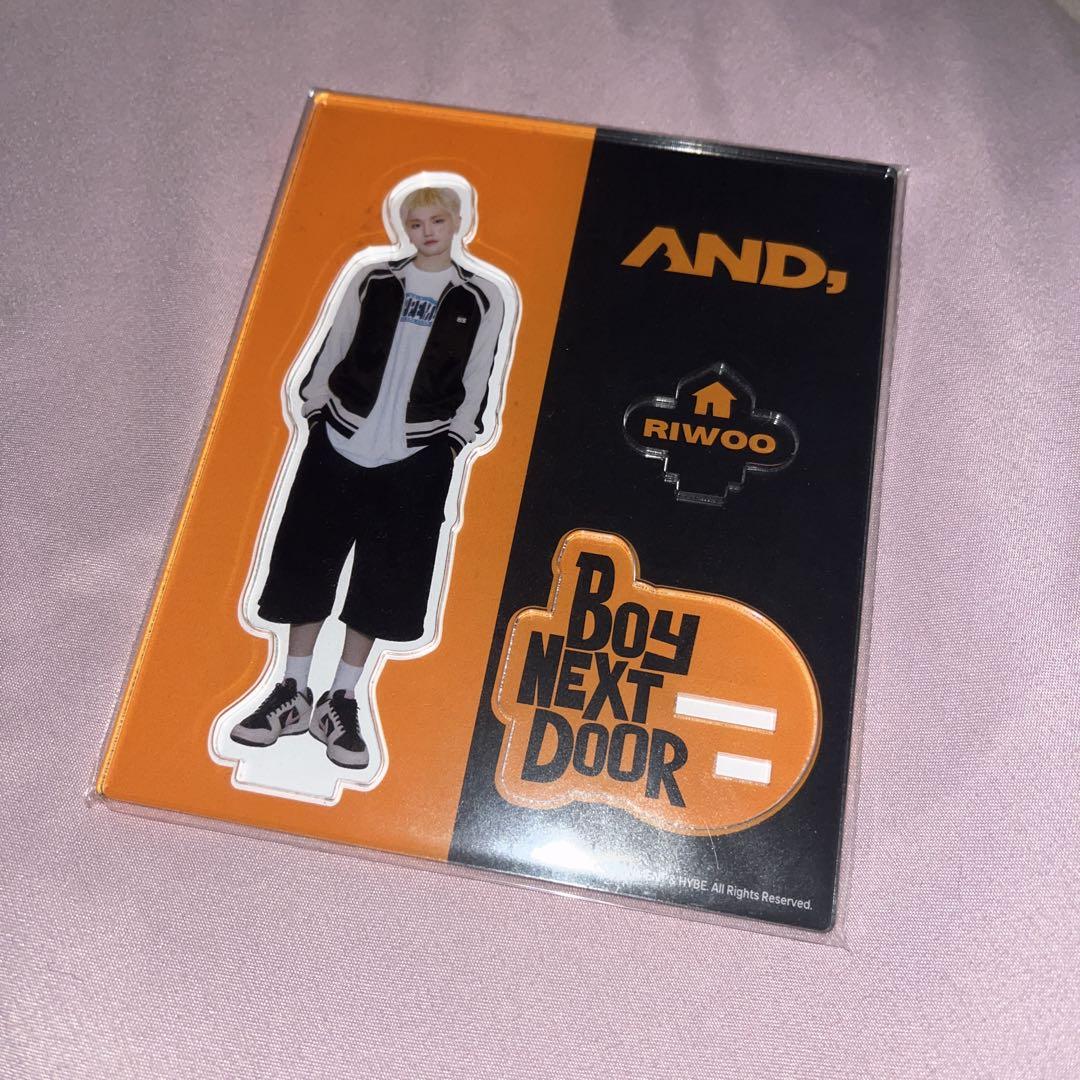 AND,
RIWOO
BOY
NEXT
DOOR
& HYBE. All Rights Reserved.